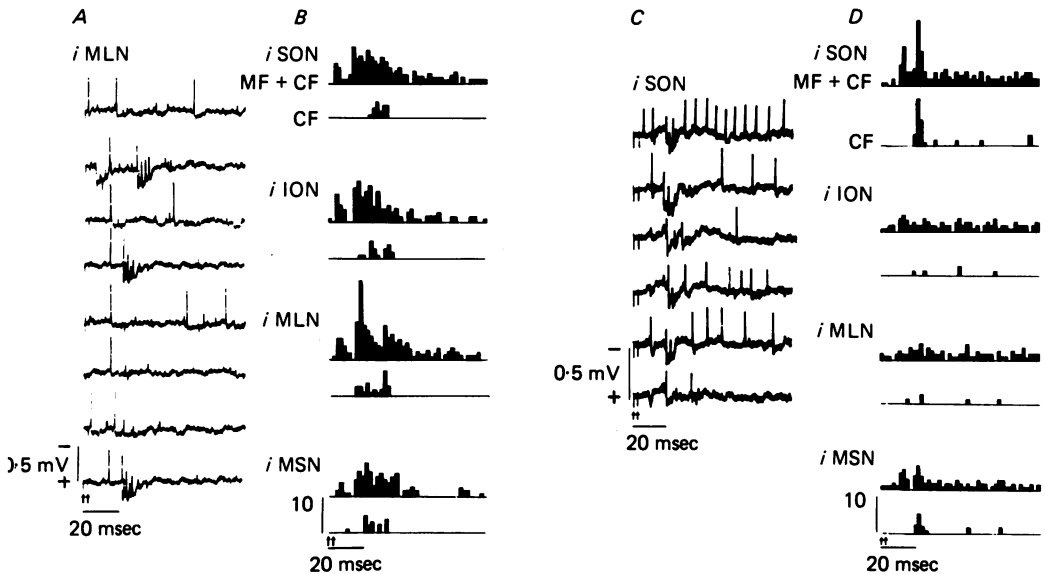 A
i MLN
0·5 mV
−
+
20 msec
B
i SON
MF + CF
CF
i ION
i MLN
i MSN
10
20 msec
C
i SON
−
0·5 mV
+
20 msec
D
i SON
MF + CF
CF
i ION
i MLN
i MSN
10
20 msec